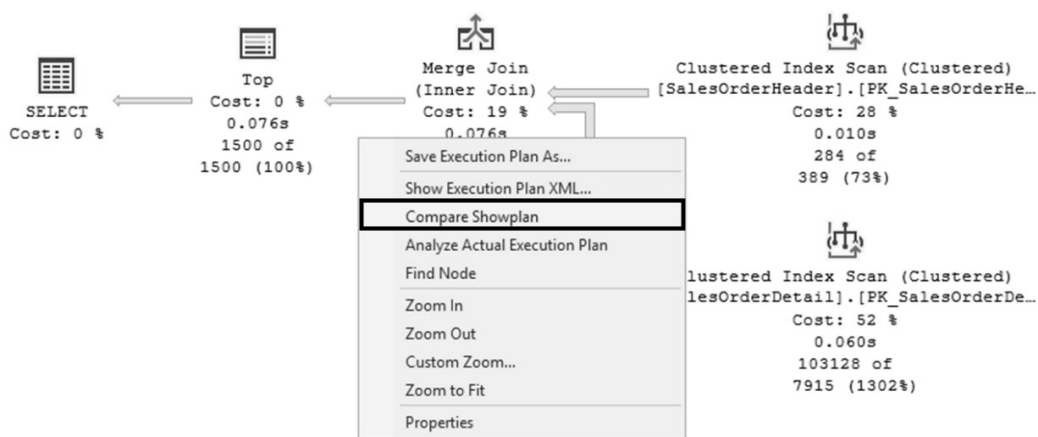 SELECT
Cost: 0 %
Top
Cost: 0 %
0.076s
1500 of
1500 (100%)
Merge Join
(Inner Join)
Cost: 19 %
0.076s
Clustered Index Scan (Clustered)
[SalesOrderHeader].[PK_SalesOrderHe…
Cost: 28 %
0.010s
284 of
389 (73%)
Save Execution Plan As...
Show Execution Plan XML...
Compare Showplan
Analyze Actual Execution Plan
Find Node
Zoom In
Zoom Out
Custom Zoom...
Zoom to Fit
Properties
lustered Index Scan (Clustered)
lesOrderDetail].[PK_SalesOrderDe…
Cost: 52 %
0.060s
103128 of
7915 (1302%)